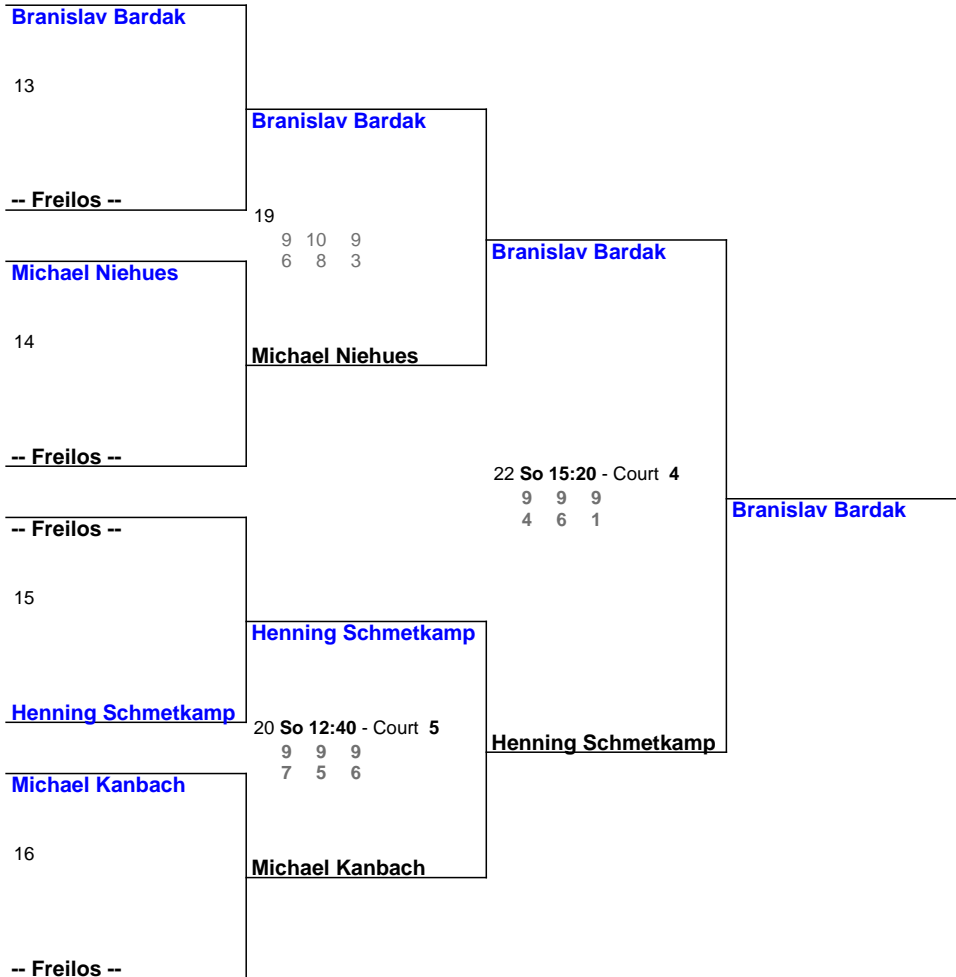 Branislav Bardak
13
Branislav Bardak
-- Freilos --
19
9 10 9
6 8 3
Branislav Bardak
Michael Niehues
14
Michael Niehues
-- Freilos --
22 So 15:20 - Court 4
9 9 9
4 6 1
Branislav Bardak
-- Freilos --
15
Henning Schmetkamp
Henning Schmetkamp
20 So 12:40 - Court 5
9 9 9
7 5 6
Henning Schmetkamp
Michael Kanbach
16
Michael Kanbach
-- Freilos --